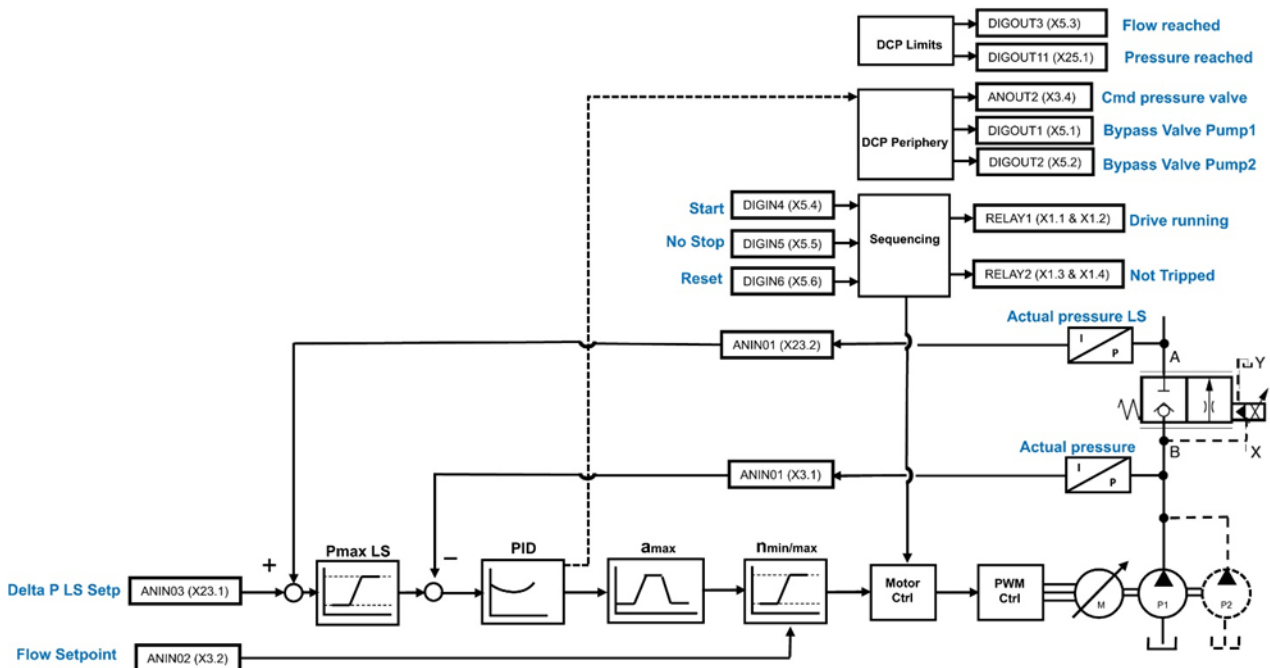 DCP Limits
DIGOUT3 (X5.3)
Flow reached
DIGOUT11 (X25.1)
Pressure reached
DCP Periphery
ANOUT2 (X3.4)
Cmd pressure valve
DIGOUT1 (X5.1)
Bypass Valve Pump1
DIGOUT2 (X5.2)
Bypass Valve Pump2
Start
DIGIN4 (X5.4)
No Stop
DIGIN5 (X5.5)
Reset
DIGIN6 (X5.6)
Sequencing
RELAY1 (X1.1 & X1.2)
Drive running
RELAY2 (X1.3 & X1.4)
Not Tripped
Actual pressure LS
ANIN01 (X23.2)
I
P
A
Y
Actual pressure
B
X
ANIN01 (X3.1)
I
P
+
Pmax LS
−
PID
amax
nmin/max
Delta P LS Setp
ANIN03 (X23.1)
Motor
Ctrl
PWM
Ctrl
M
P1
P2
Flow Setpoint
ANIN02 (X3.2)